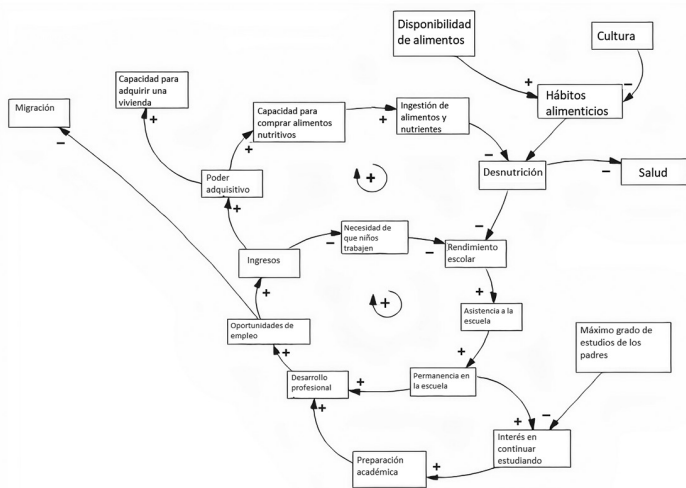 Disponibilidad
de alimentos
Cultura
Capacidad para
adquirir una
vivienda
Migración
Capacidad para
comprar alimentos
nutritivos
Ingestión de
alimentos y
nutrientes
Hábitos
alimenticios
+
-
+
-
+
+
-
Poder
adquisitivo
+
-
Desnutrición
-
Salud
+
-
Necesidad de
que niños
trabajen
Ingresos
-
-
Rendimiento
escolar
+
+
+
Asistencia a la
escuela
Oportunidades de
empleo
+
+
Máximo grado de
estudios de los
padres
Desarrollo
profesional
+
Permanencia en
la escuela
+
+
-
Interés en
continuar
estudiando
Preparación
académica
+